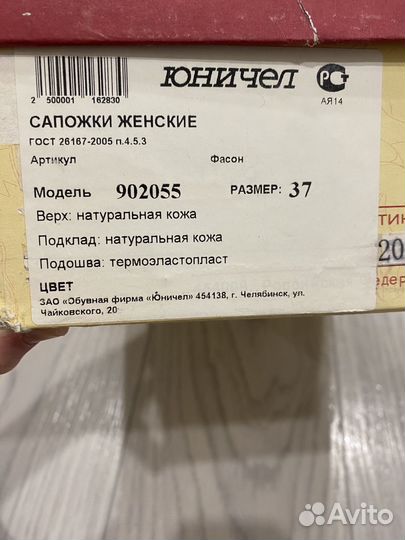 ЮНИЧЕЛ РСТ
2 500001 162830
АЯ14
САПОЖКИ ЖЕНСКИЕ
ГОСТ 26167-2005 п.4.5.3
Артикул Фасон
Модель 902055 РАЗМЕР: 37
Верх: натуральная кожа
Подклад: натуральная кожа
Подошва: термоэластопласт
ЦВЕТ
ЗАО «Обувная фирма «Юничел» 454138, г. Челябинск, ул.
Чайковского, 20
20
Avito